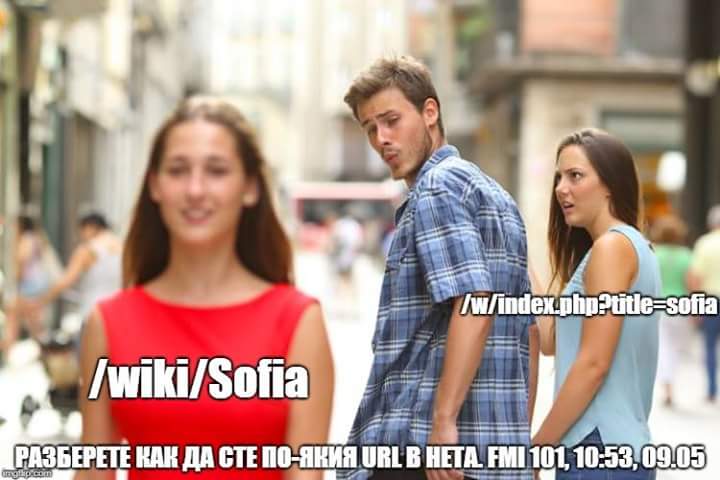 /w/index.php?title=sofia
/wiki/Sofia
РАЗБЕРЕТЕ КАК ДА СТЕ ПО-ЯКИЯ URL В НЕТА. FMI 101, 10:53, 09.05
imgflip.com